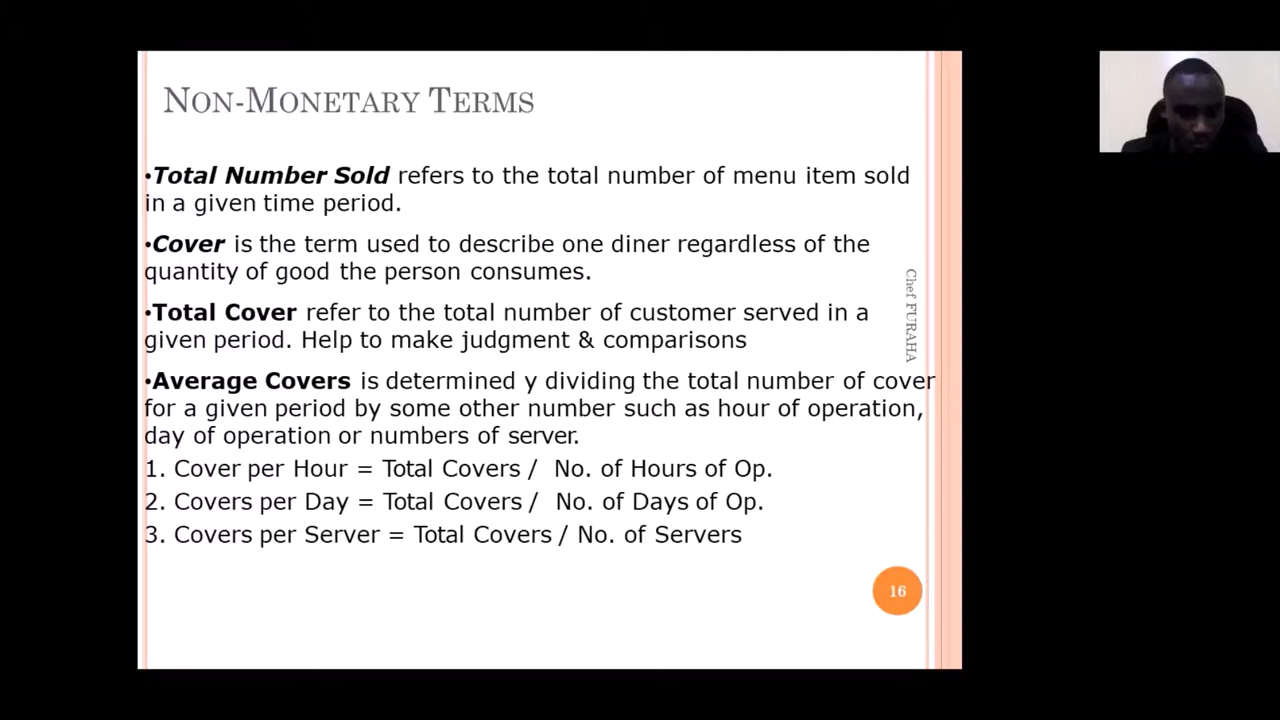 NON-MONETARY TERMS
•Total Number Sold refers to the total number of menu item sold
in a given time period.
•Cover is the term used to describe one diner regardless of the
quantity of good the person consumes.
•Total Cover refer to the total number of customer served in a
given period. Help to make judgment & comparisons
•Average Covers is determined y dividing the total number of cover
for a given period by some other number such as hour of operation,
day of operation or numbers of server.
1. Cover per Hour = Total Covers / No. of Hours of Op.
2. Covers per Day = Total Covers / No. of Days of Op.
3. Covers per Server = Total Covers / No. of Servers
Chef FURAHA
16